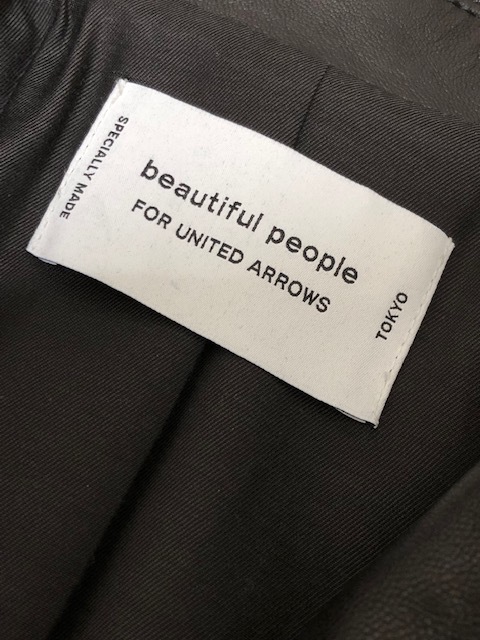 SPECIALLY MADE
beautiful people
FOR UNITED ARROWS
TOKYO